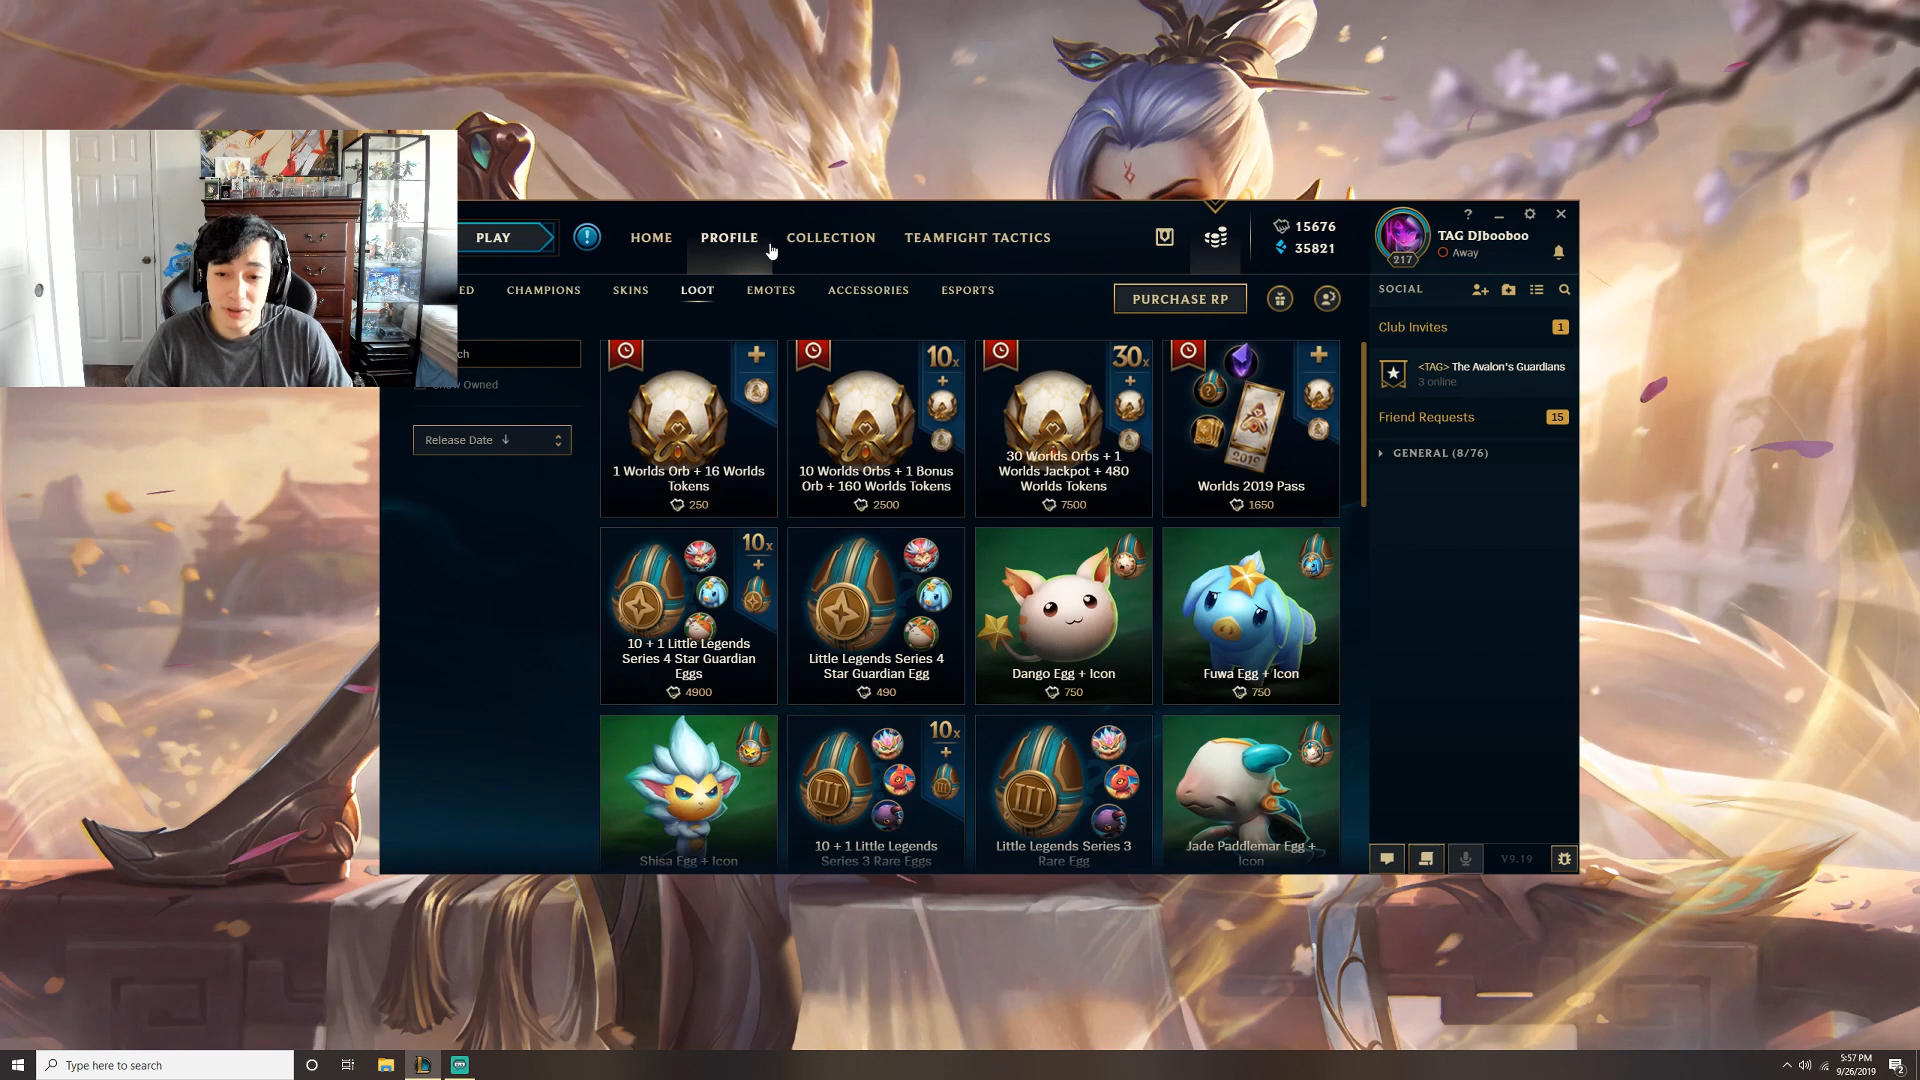 PLAY
HOME
PROFILE
COLLECTION
TEAMFIGHT TACTICS
15676
35821
217
TAG DJbooboo
Away
ED
CHAMPIONS
SKINS
LOOT
EMOTES
ACCESSORIES
ESPORTS
PURCHASE RP
SOCIAL
Club Invites
1
<TAG> The Avalon's Guardians
3 online
Friend Requests
15
GENERAL (8/76)
ch
Show Owned
Release Date
1 Worlds Orb + 16 Worlds
Tokens
250
10x
10 Worlds Orbs + 1 Bonus
Orb + 160 Worlds Tokens
2500
30x
30 Worlds Orbs + 1
Worlds Jackpot + 480
Worlds Tokens
7500
2019
Worlds 2019 Pass
1650
10x
10 + 1 Little Legends
Series 4 Star Guardian
Eggs
4900
Little Legends Series 4
Star Guardian Egg
490
Dango Egg + Icon
750
Fuwa Egg + Icon
750
Shisa Egg + Icon
10x
III
10 + 1 Little Legends
Series 3 Rare Eggs
III
Little Legends Series 3
Rare Egg
Jade Paddlemar Egg +
Icon
V9.19
Type here to search
5:57 PM
9/26/2019
2